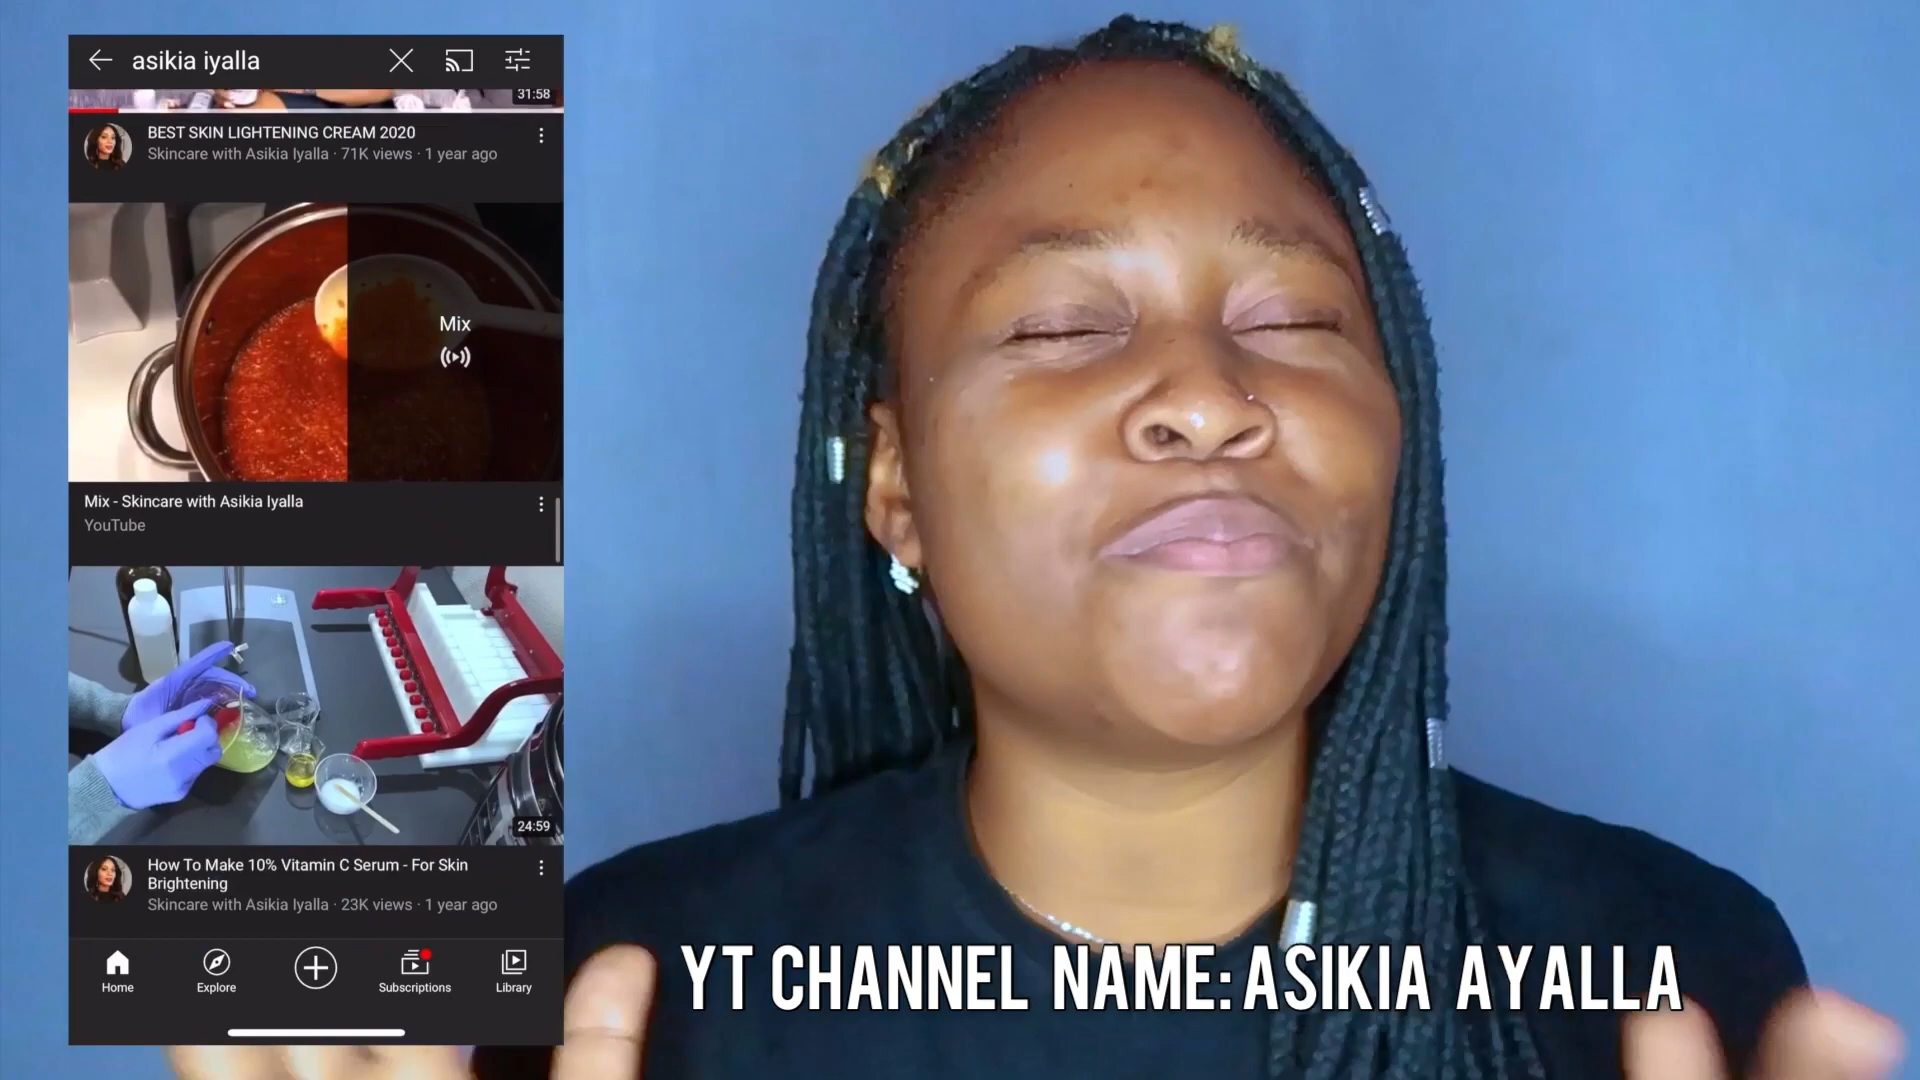 asikia iyalla
31:58
BEST SKIN LIGHTENING CREAM 2020
Skincare with Asikia Iyalla · 71K views · 1 year ago
Mix
Mix - Skincare with Asikia Iyalla
YouTube
24:59
How To Make 10% Vitamin C Serum - For Skin
Brightening
Skincare with Asikia Iyalla · 23K views · 1 year ago
Home
Explore
Subscriptions
Library
YT CHANNEL NAME: ASIKIA AYALLA